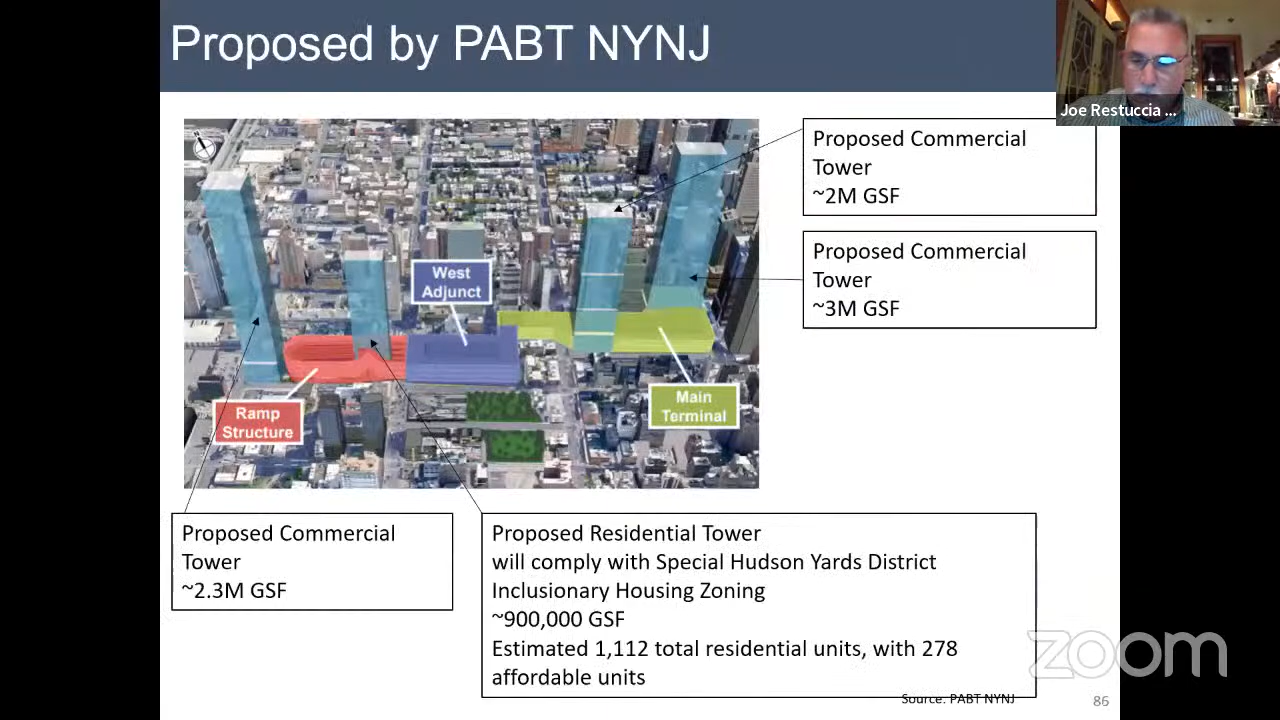 Proposed by PABT NYNJ
Joe Restuccia ...
N
Proposed Commercial
Tower
~2M GSF
Proposed Commercial
Tower
~3M GSF
West
Adjunct
Main
Terminal
Ramp
Structure
Proposed Commercial
Tower
~2.3M GSF
Proposed Residential Tower
will comply with Special Hudson Yards District
Inclusionary Housing Zoning
~900,000 GSF
Estimated 1,112 total residential units, with 278
affordable units
zoom
Source: PABT NYNJ
86